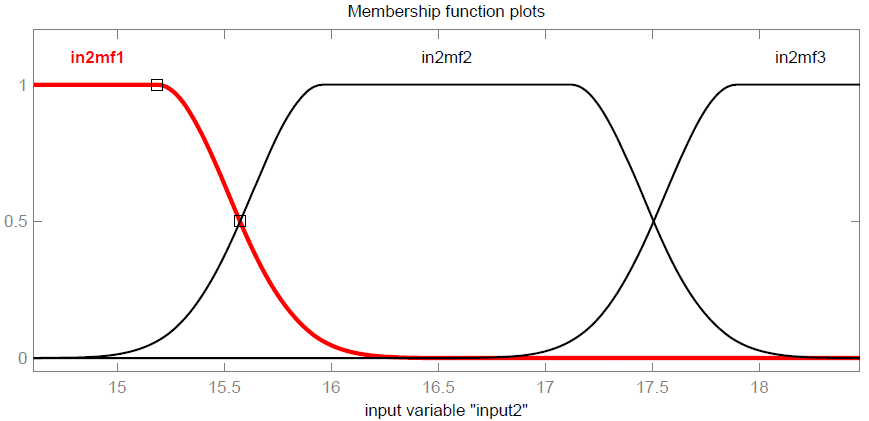 Membership function plots
in2mf1 in2mf2 in2mf3
1
0.5
0
15 15.5 16 16.5 17 17.5 18
input variable "input2"